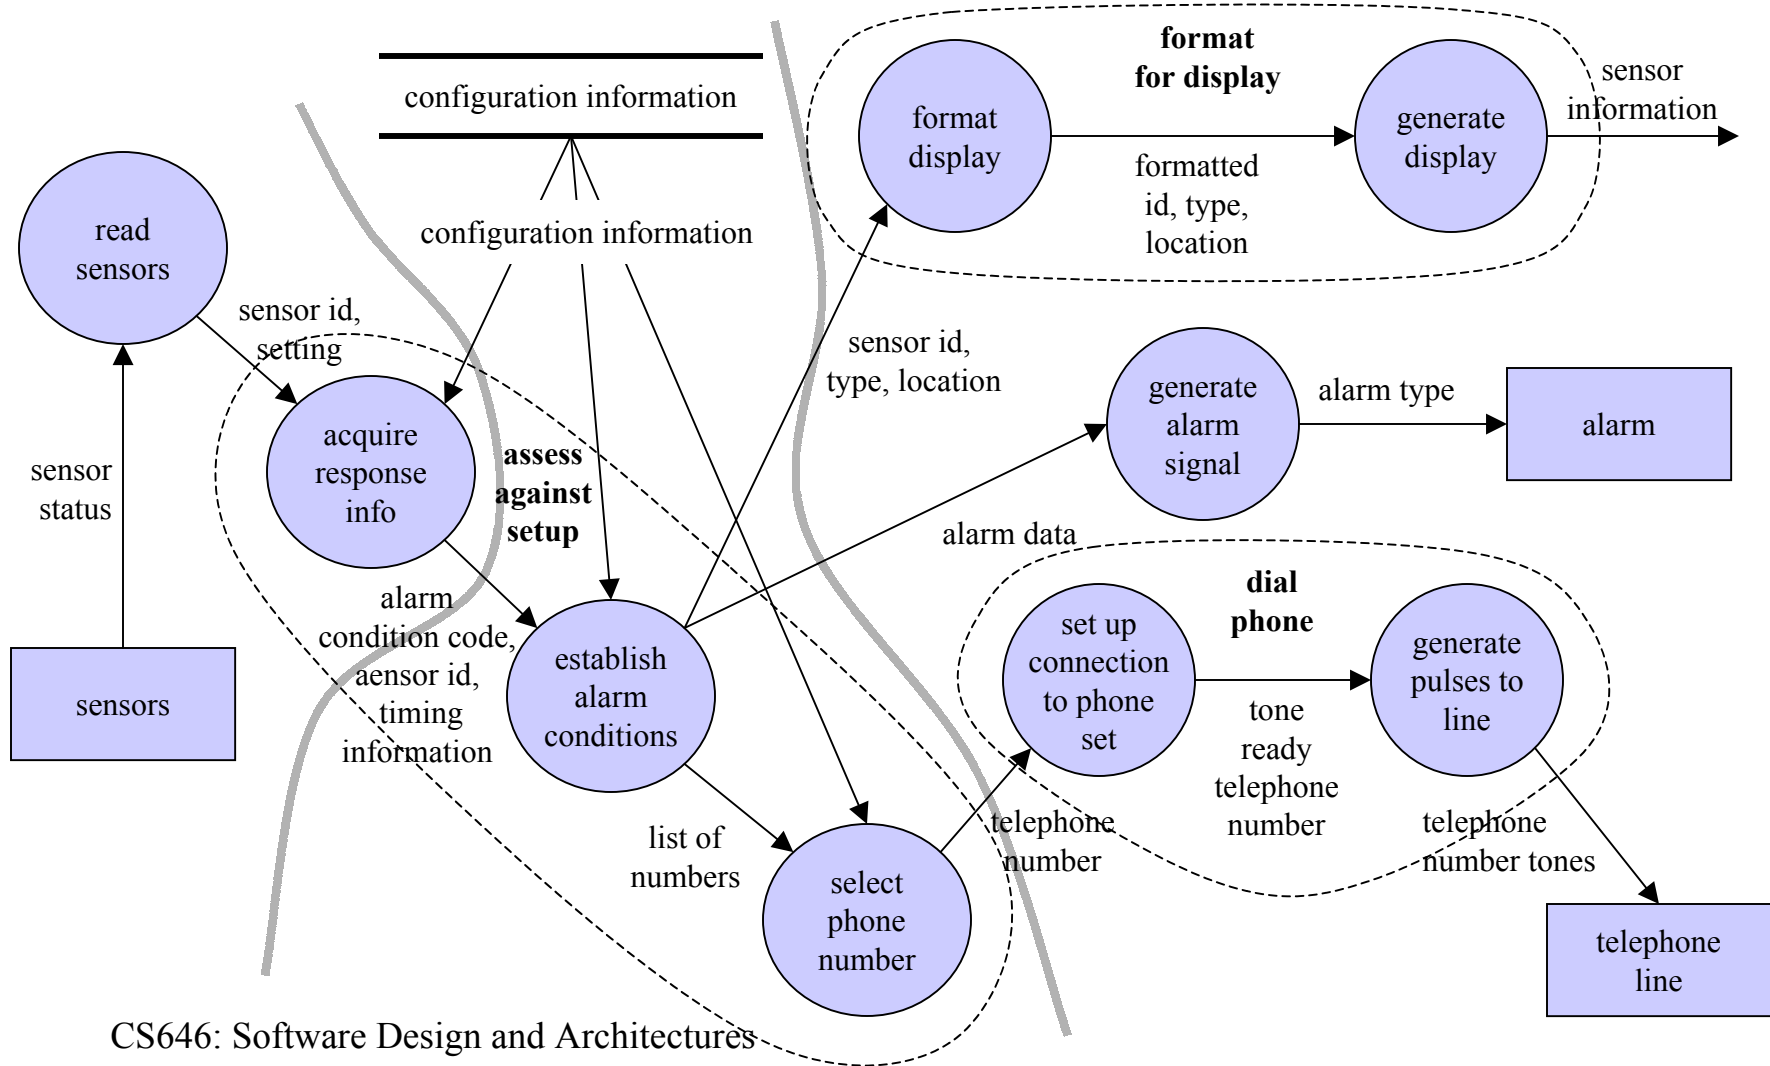 format
for display
sensor
information
configuration information
format
display
generate
display
formatted
id, type,
location
read
sensors
configuration information
sensor id,
setting
sensor id,
type, location
generate
alarm
signal
alarm type
alarm
acquire
response
info
assess
against
setup
sensor
status
alarm data
alarm
condition code,
aensor id,
timing
information
establish
alarm
conditions
dial
phone
set up
connection
to phone
set
generate
pulses to
line
tone
ready
telephone
number
sensors
list of
numbers
telephone
number
telephone
number tones
select
phone
number
telephone
line
CS646: Software Design and Architectures